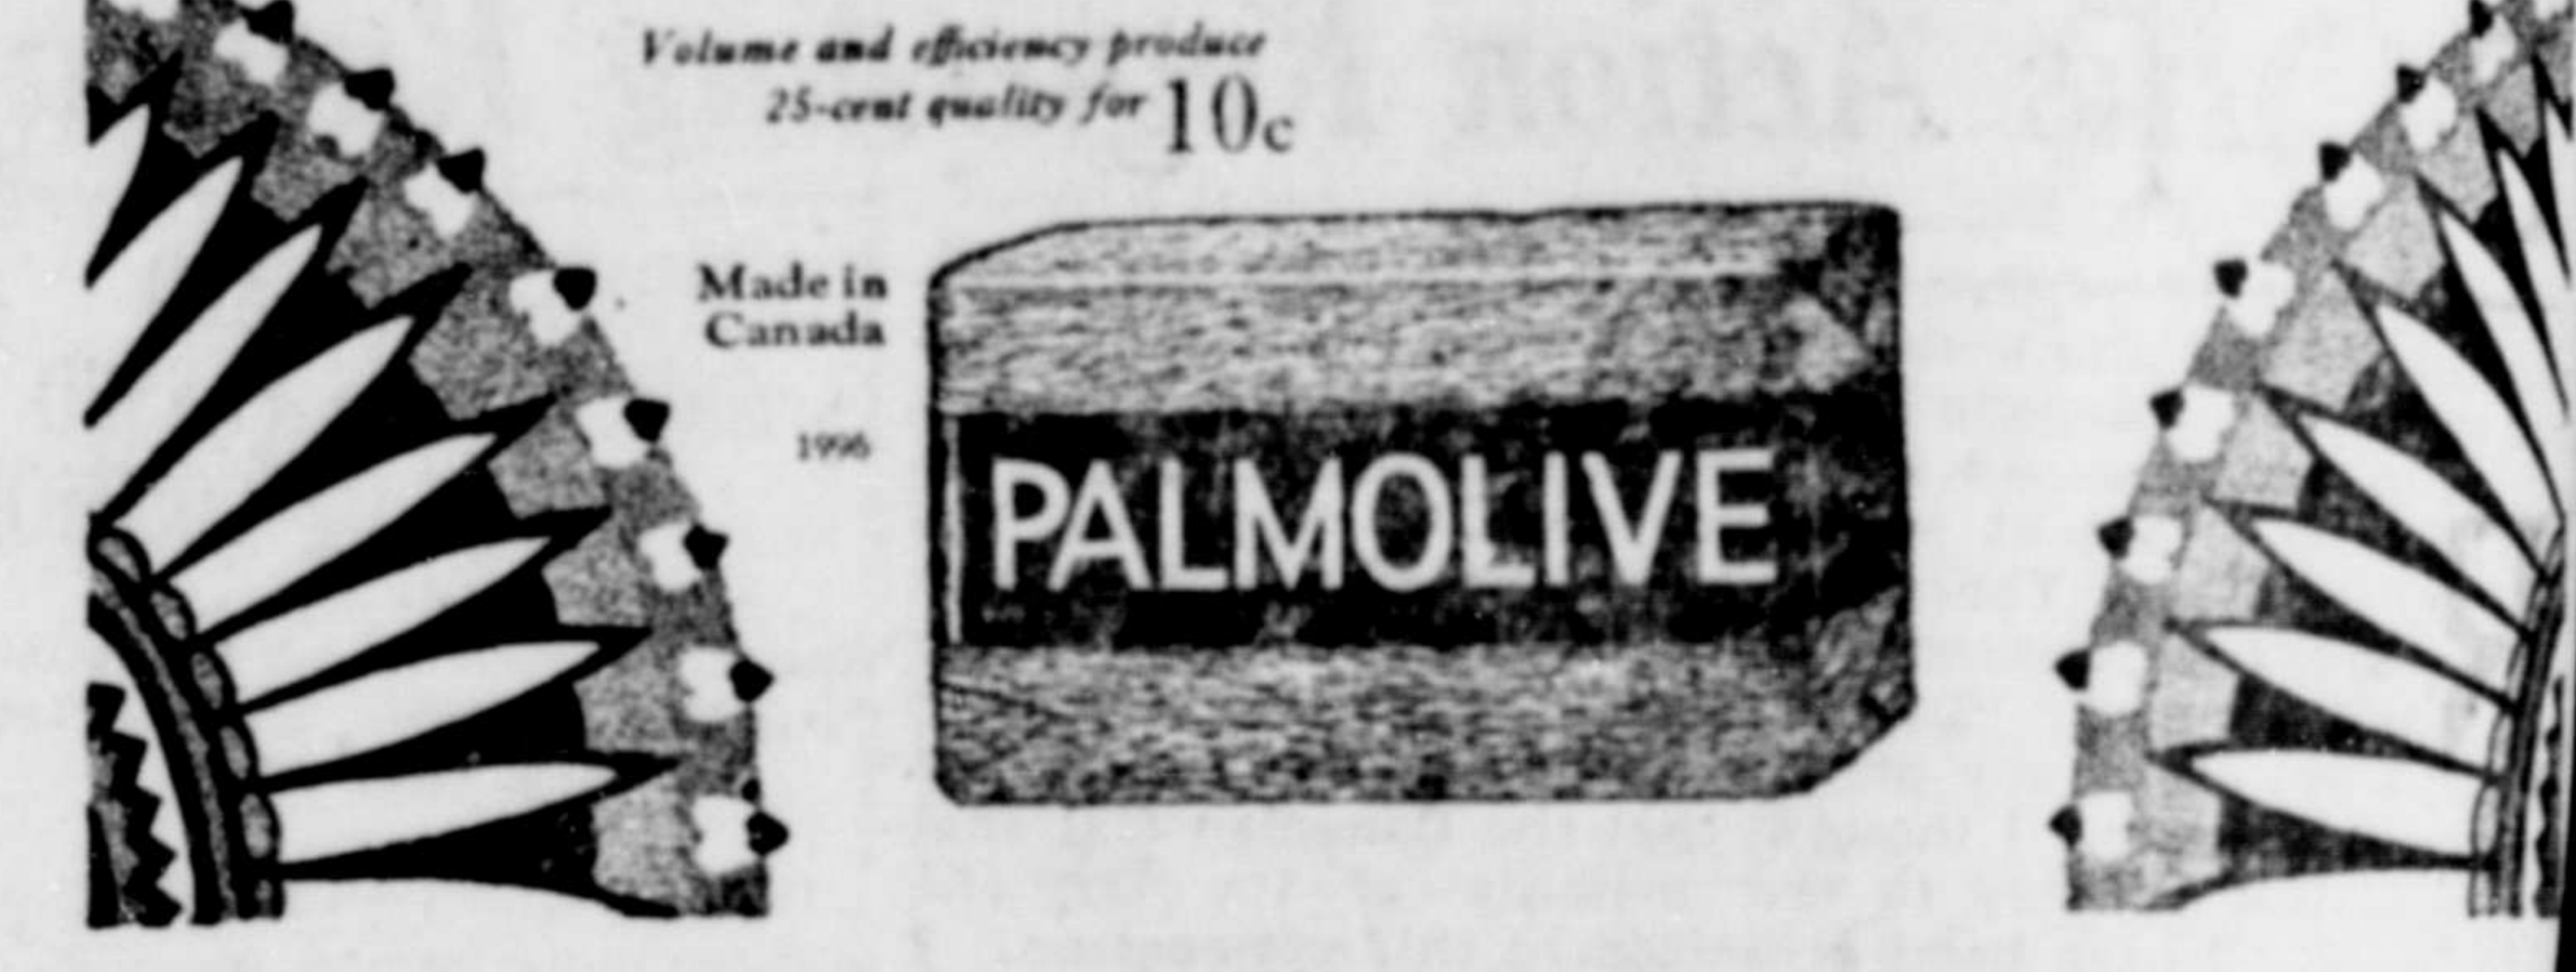 Volume and efficiency produce
25-cent quality for 10c
Made in
Canada
1996
PALMOLIVE